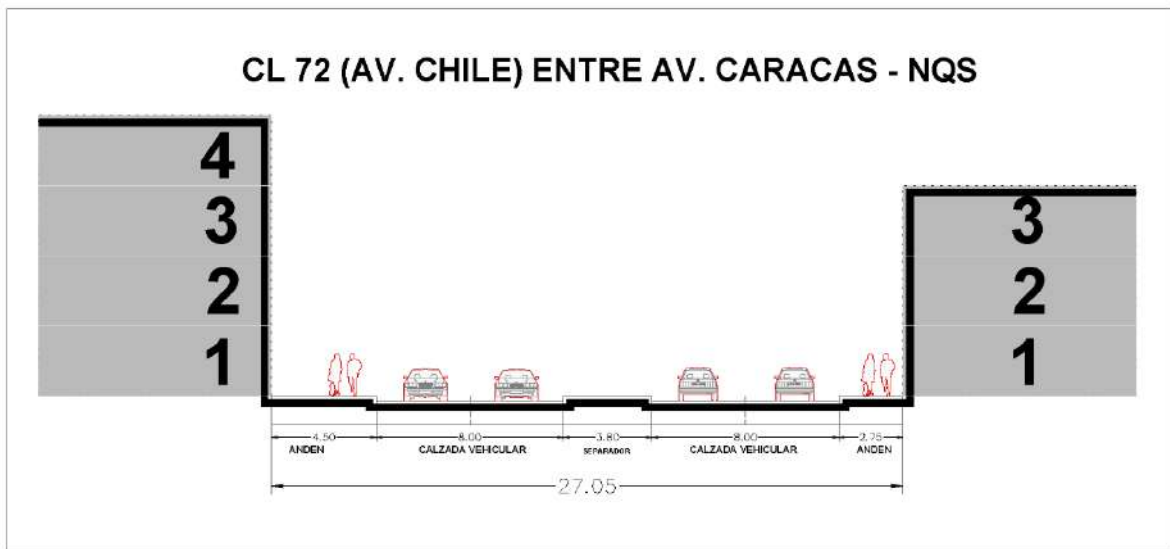 CL 72 (AV. CHILE) ENTRE AV. CARACAS - NQS
4
3 3
2 2
1 1
4.50 8.00 3.80 8.00 2.75
ANDEN CALZADA VEHICULAR SEPARADOR CALZADA VEHICULAR ANDEN
27.05